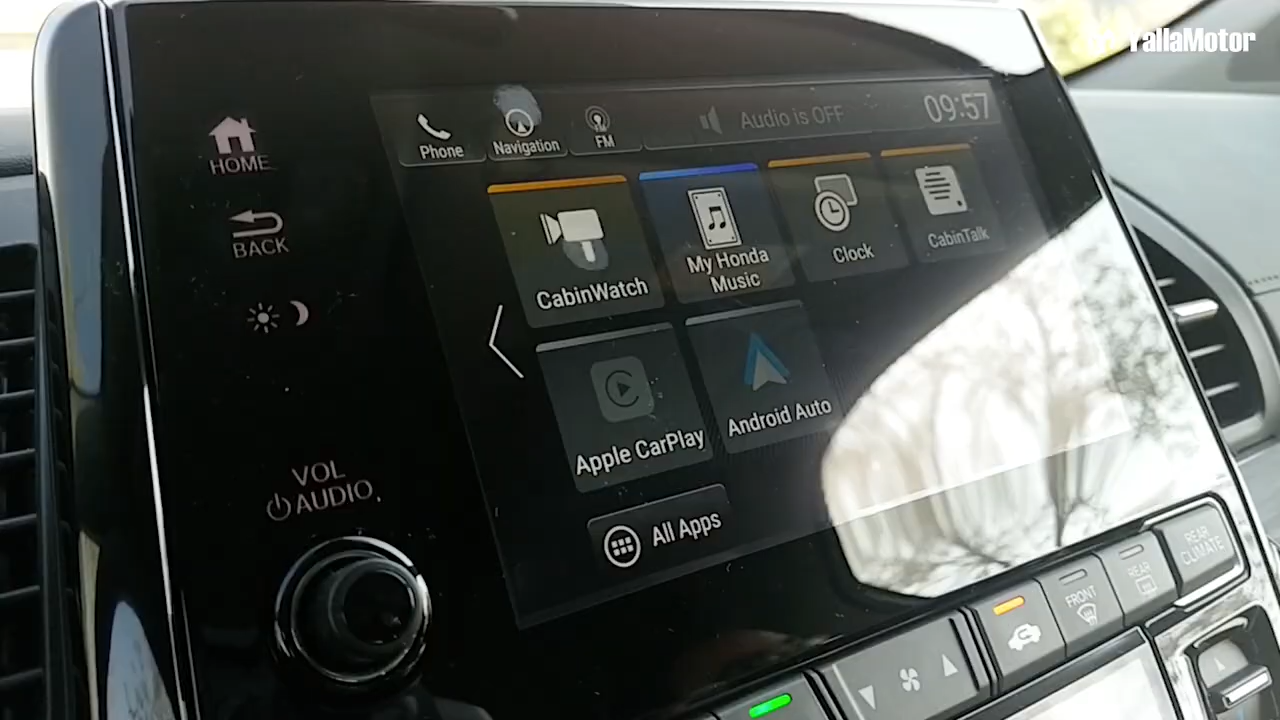 YallaMotor
HOME
BACK
VOL
AUDIO
Phone
Navigation
FM
Audio is OFF
09:57
CabinWatch
My Honda
Music
Clock
CabinTalk
Apple CarPlay
Android Auto
All Apps
FRONT
REAR
REAR
CLIMATE